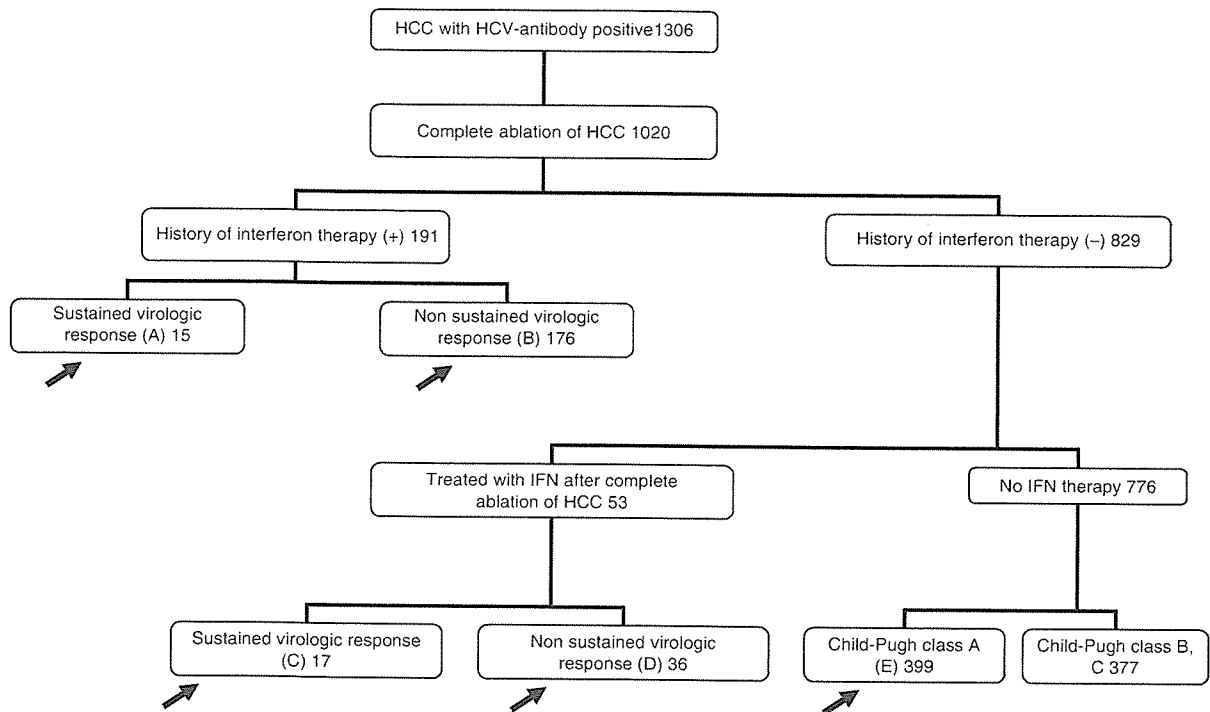 HCC with HCV-antibody positive1306
Complete ablation of HCC 1020
History of interferon therapy (+) 191
History of interferon therapy (–) 829
Sustained virologic
response (A) 15
Non sustained virologic
response (B) 176
Treated with IFN after complete
ablation of HCC 53
No IFN therapy 776
Sustained virologic response
(C) 17
Non sustained virologic
response (D) 36
Child-Pugh class A
(E) 399
Child-Pugh class B,
C 377